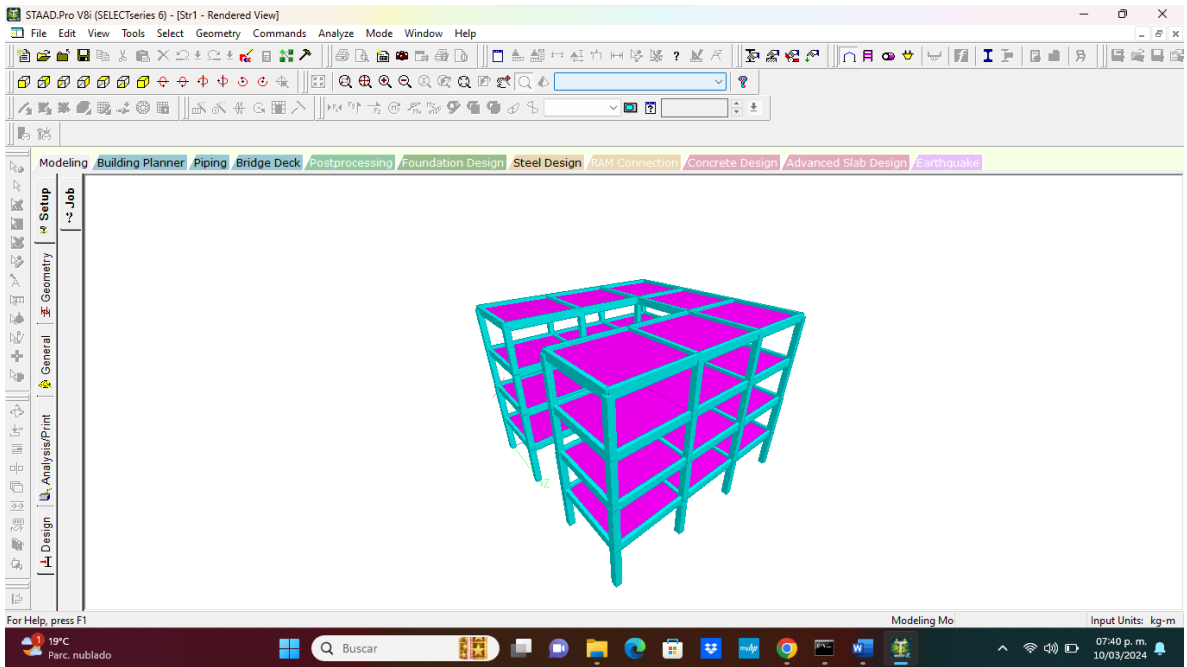 STAAD.Pro V8i (SELECTseries 6) - [Str1 - Rendered View]
File Edit View Tools Select Geometry Commands Analyze Mode Window Help
Modeling Building Planner Piping Bridge Deck Postprocessing Foundation Design Steel Design RAM Connection Concrete Design Advanced Slab Design Earthquake
Setup
Job
Geometry
General
Analysis/Print
Design
Z
For Help, press F1
Modeling Mo
Input Units: kg-m
1
19°C
Parc. nublado
Buscar
07:40 p. m.
10/03/2024